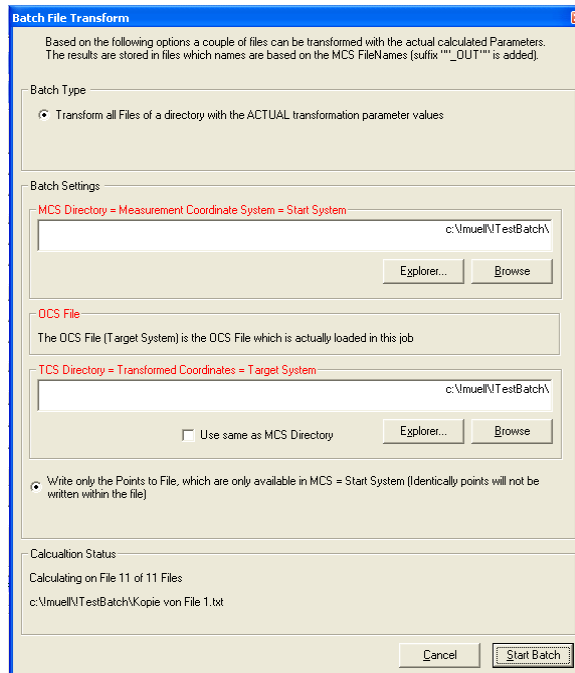 Batch File Transform
Based on the following options a couple of files can be transformed with the actual calculated Parameters.
The results are stored in files which names are based on the MCS FileNames (suffix '"'_OUT'"' is added).
Batch Type
Transform all Files of a directory with the ACTUAL transformation parameter values
Batch Settings
MCS Directory = Measurement Coordinate System = Start System
c:\!muell\!TestBatch\
Explorer... Browse
OCS File
The OCS File (Target System) is the OCS File which is actually loaded in this job
TCS Directory = Transformed Coordinates = Target System
c:\!muell\!TestBatch\
Use same as MCS Directory Explorer... Browse
Write only the Points to File, which are only available in MCS = Start System (Identically points will not be
written within the file)
Calcualtion Status
Calculating on File 11 of 11 Files
c:\!muell\!TestBatch\Kopie von File 1.txt
Cancel Start Batch